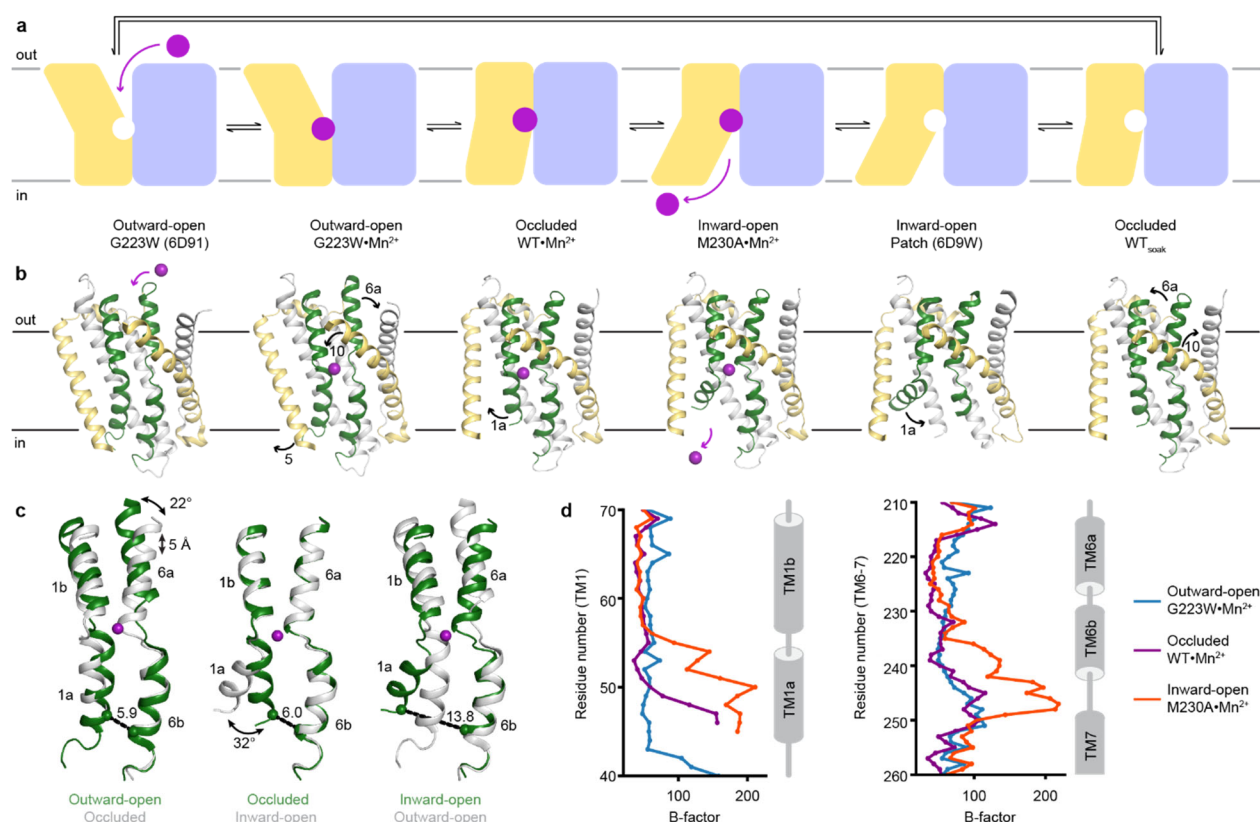 a
out
in
Outward-open
G223W (6D91)
Outward-open
G223W•Mn²⁺
Occluded
WT•Mn²⁺
Inward-open
M230A•Mn²⁺
Inward-open
Patch (6D9W)
Occluded
WTsoak
b
out
in
6a
10
5
1a
1a
6a
10
c
22°
5 Å
1b
6a
1a
5.9
6b
Outward-open
Occluded
1b
6a
1a
6.0
32°
6b
Occluded
Inward-open
1b
6a
1a
13.8
6b
Inward-open
Outward-open
d
Residue number (TM1)
70
60
50
40
100
200
B-factor
TM1b
TM1a
Residue number (TM6-7)
210
220
230
240
250
260
100
200
B-factor
TM6a
TM6b
TM7
Outward-open
G223W•Mn²⁺
Occluded
WT•Mn²⁺
Inward-open
M230A•Mn²⁺